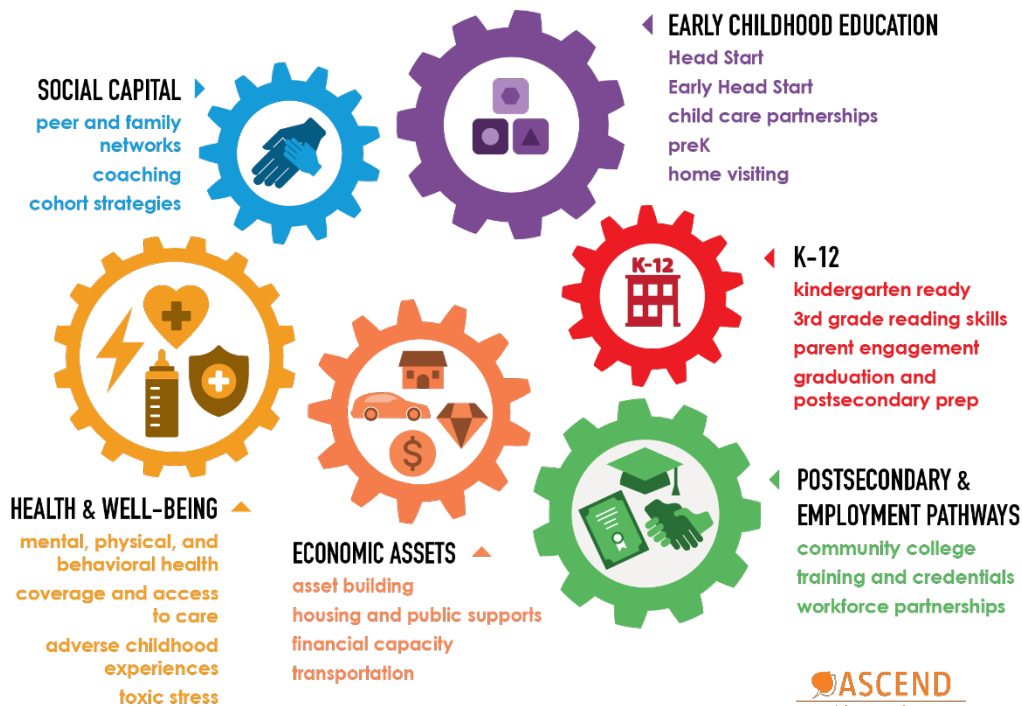 SOCIAL CAPITAL
peer and family
networks
coaching
cohort strategies
EARLY CHILDHOOD EDUCATION
Head Start
Early Head Start
child care partnerships
preK
home visiting
K-12
K–12
kindergarten ready
3rd grade reading skills
parent engagement
graduation and
postsecondary prep
HEALTH & WELL-BEING
mental, physical, and
behavioral health
coverage and access
to care
adverse childhood
experiences
toxic stress
$
ECONOMIC ASSETS
asset building
housing and public supports
financial capacity
transportation
POSTSECONDARY &
EMPLOYMENT PATHWAYS
community college
training and credentials
workforce partnerships
ASCEND